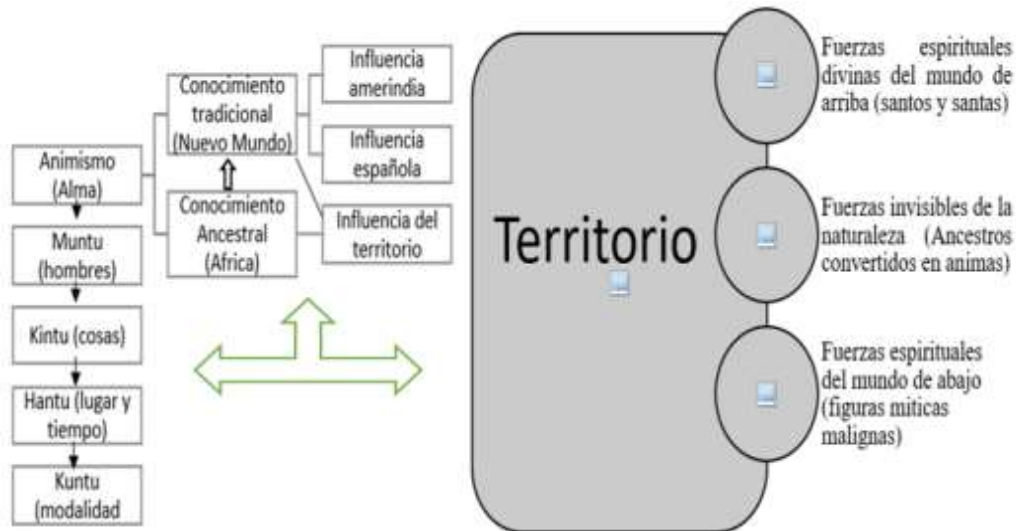 Animismo
(Alma)
Muntu
(hombres)
Kintu (cosas)
Hantu (lugar y
tiempo)
Kuntu
(modalidad
Conocimiento
tradicional
(Nuevo Mundo)
Conocimiento
Ancestral
(Africa)
Influencia
amerindia
Influencia
española
Influencia del
territorio
Territorio
Fuerzas espirituales
divinas del mundo de
arriba (santos y santas)
Fuerzas invisibles de la
naturaleza (Ancestros
convertidos en animas)
Fuerzas espirituales
del mundo de abajo
(figuras miticas
malignas)